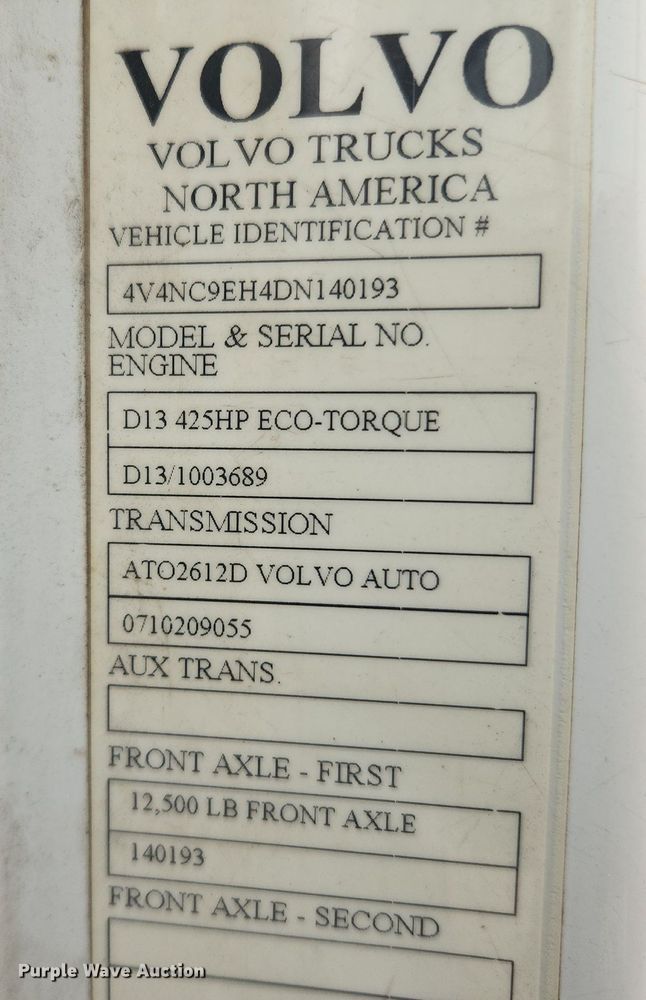 VOLVO
VOLVO TRUCKS
NORTH AMERICA
VEHICLE IDENTIFICATION #
4V4NC9EH4DN140193
MODEL & SERIAL NO.
ENGINE
D13 425HP ECO-TORQUE
D13/1003689
TRANSMISSION
ATO2612D VOLVO AUTO
0710209055
AUX TRANS.
FRONT AXLE - FIRST
12,500 LB FRONT AXLE
140193
FRONT AXLE - SECOND
Purple Wave Auction